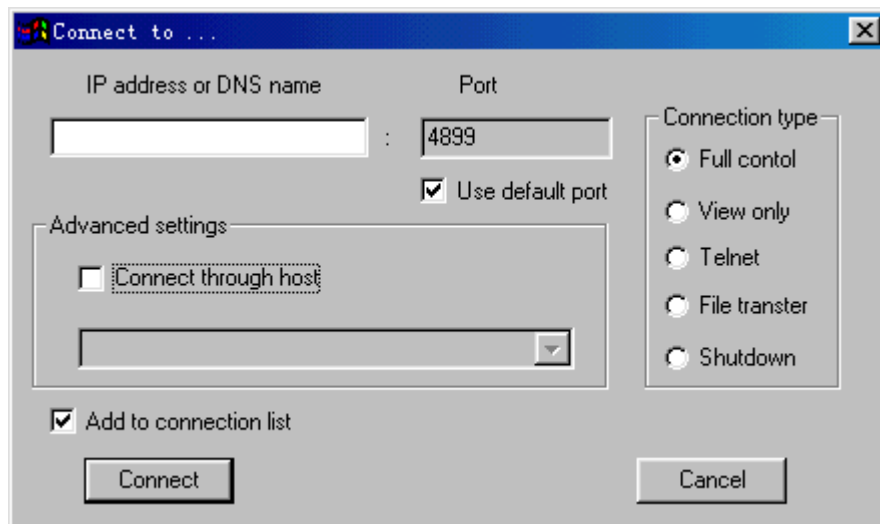 Connect to ...
IP address or DNS name
Port
:
4899
Use default port
Connection type
Full contol
View only
Telnet
File transter
Shutdown
Advanced settings
Connect through host
Add to connection list
Connect
Cancel